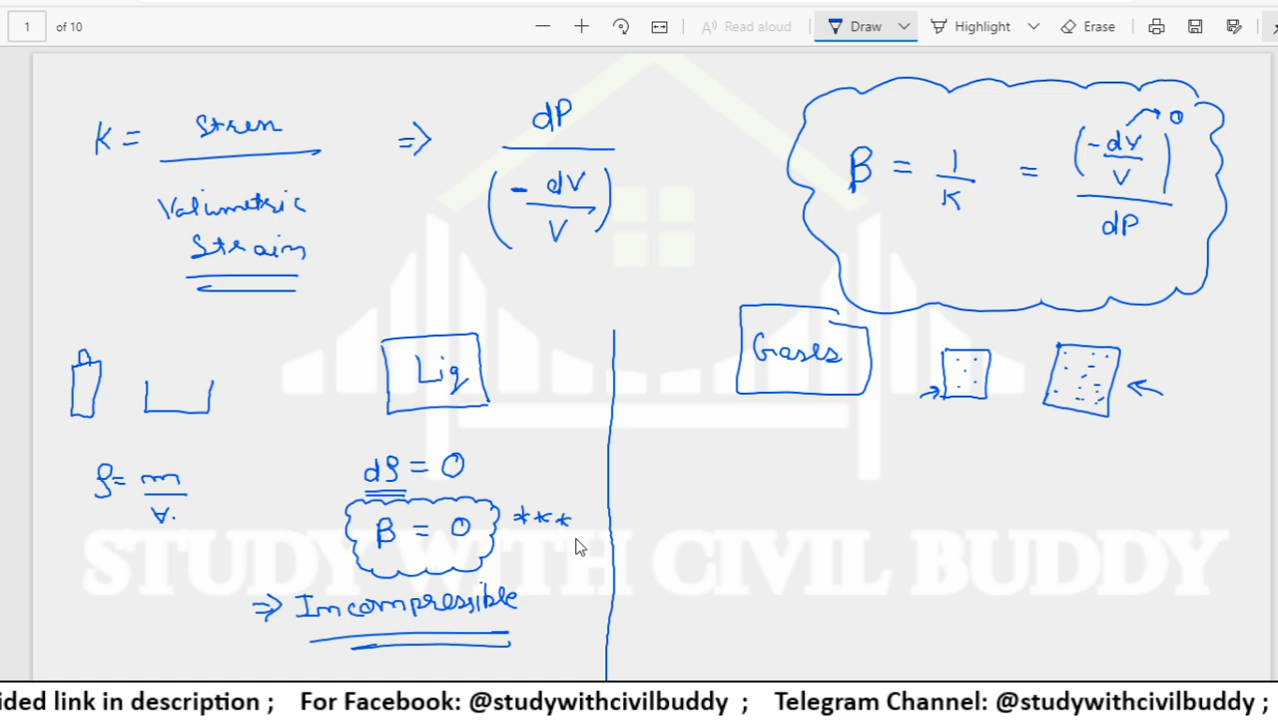 1 of 10
Read aloud Draw Highlight Erase
K = Stress / Volumetric Strain ⇒ dP / (- dV / V)
β = 1 / K = (- dV / V) / dP → 0
Liq
Gases
ρ = m / V.
dρ = 0
β = 0 ***
⇒ Incompressible
STUDY WITH CIVIL BUDDY
ided link in description ; For Facebook: @studywithcivilbuddy ; Telegram Channel: @studywithcivilbuddy ;